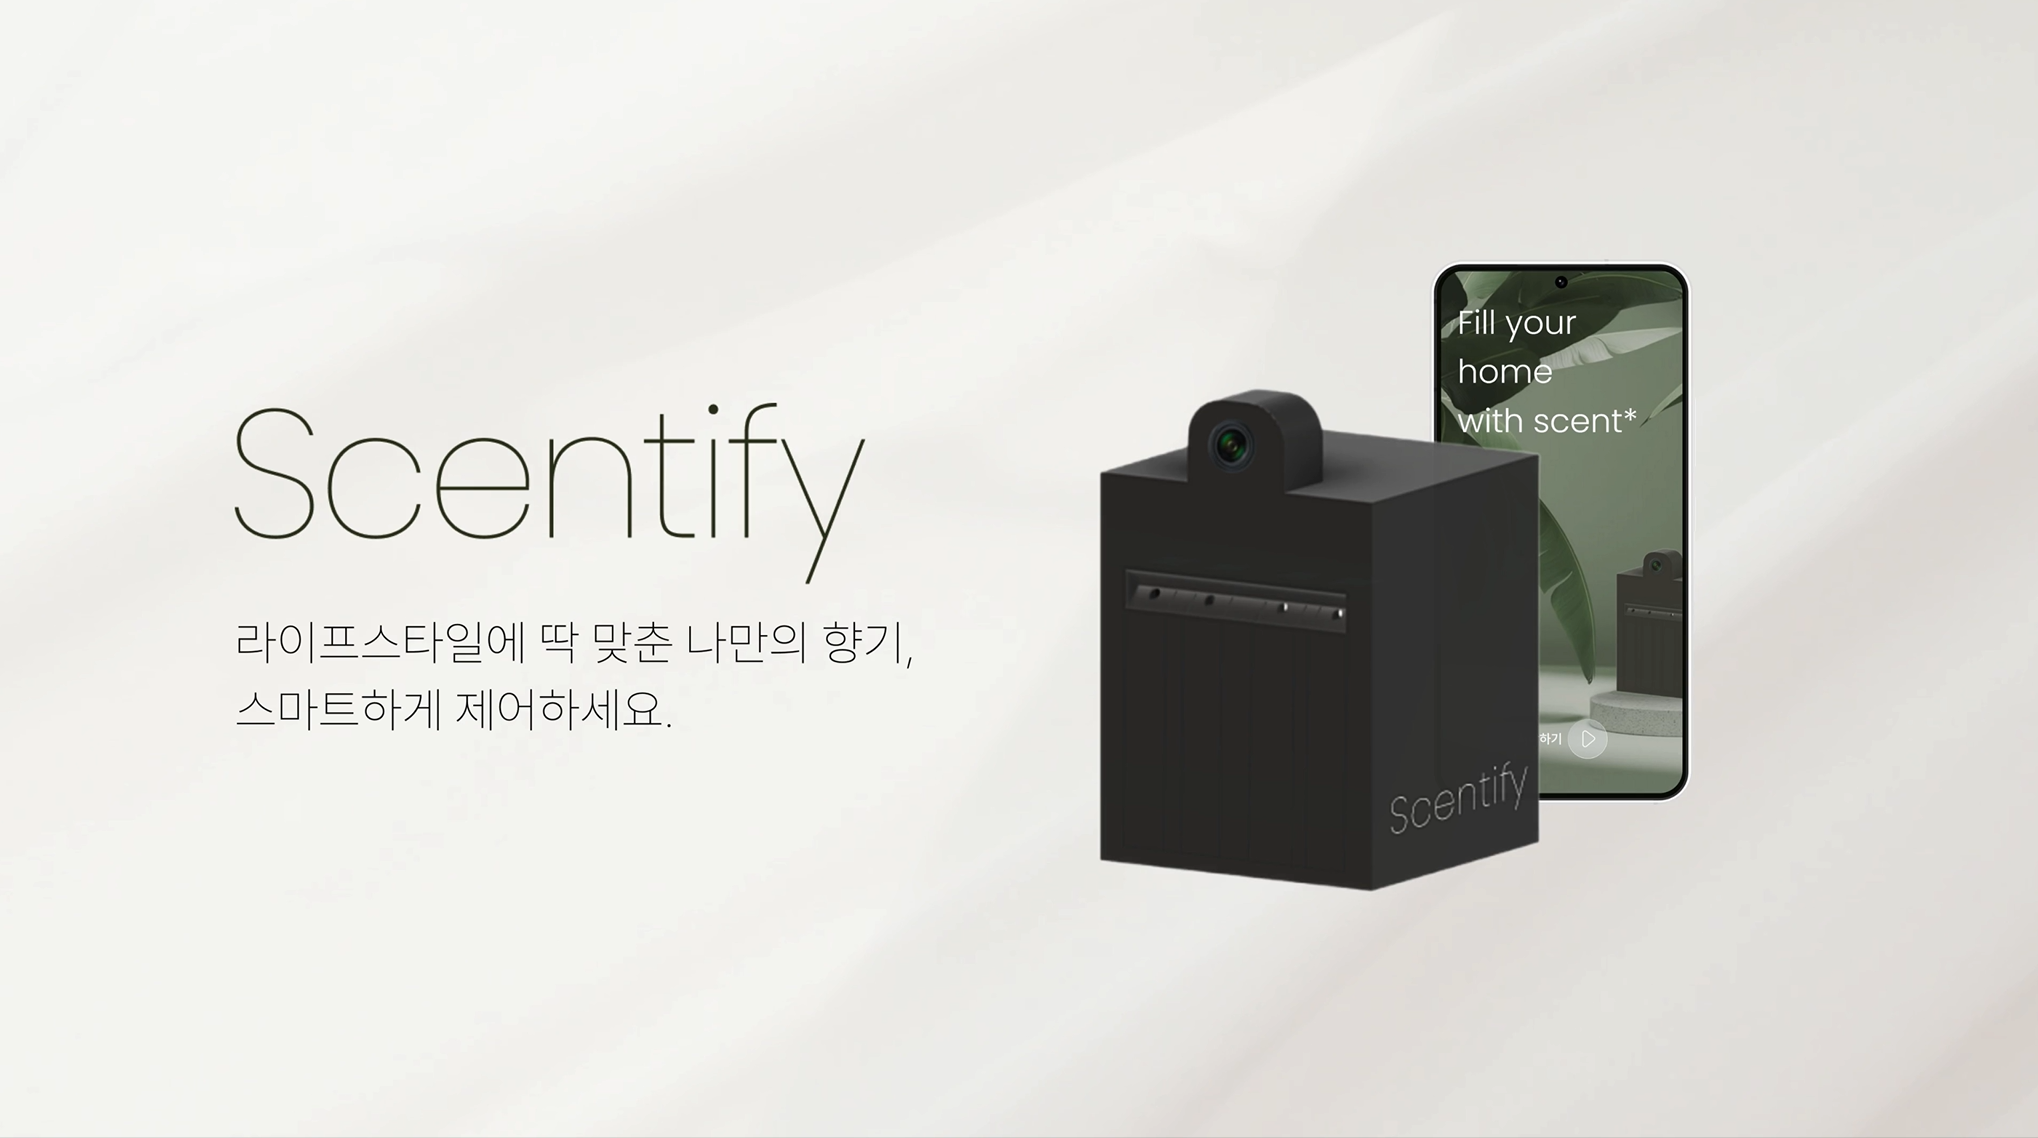 Scentify
라이프스타일에 딱 맞춘 나만의 향기,
스마트하게 제어하세요.
Fill your
home
with scent*
하기
Scentify